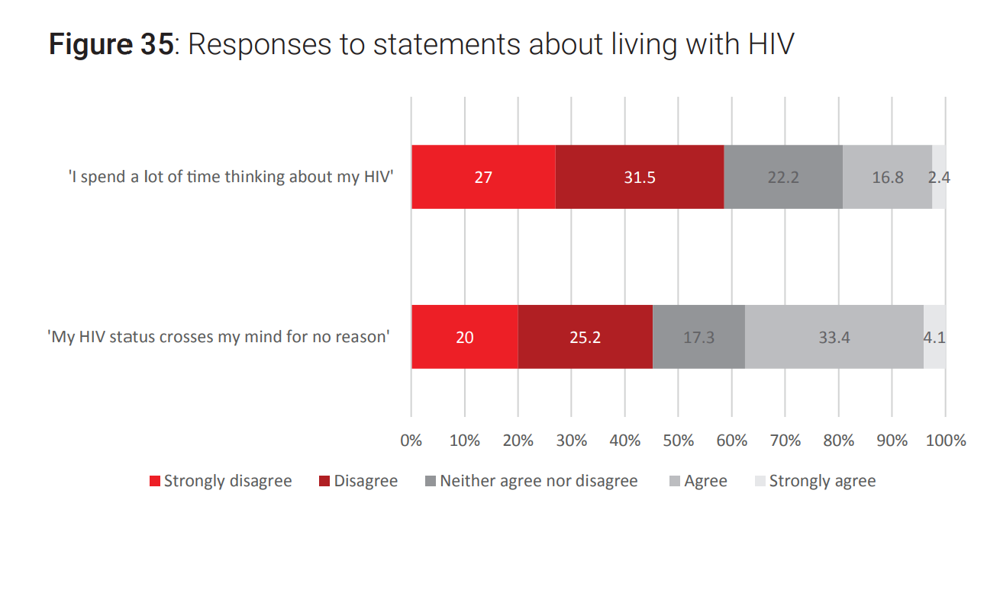 Figure 35: Responses to statements about living with HIV
'I spend a lot of time thinking about my HIV'
27 31.5 22.2 16.8 2.4
'My HIV status crosses my mind for no reason'
20 25.2 17.3 33.4 4.1
0% 10% 20% 30% 40% 50% 60% 70% 80% 90% 100%
Strongly disagree Disagree Neither agree nor disagree Agree Strongly agree